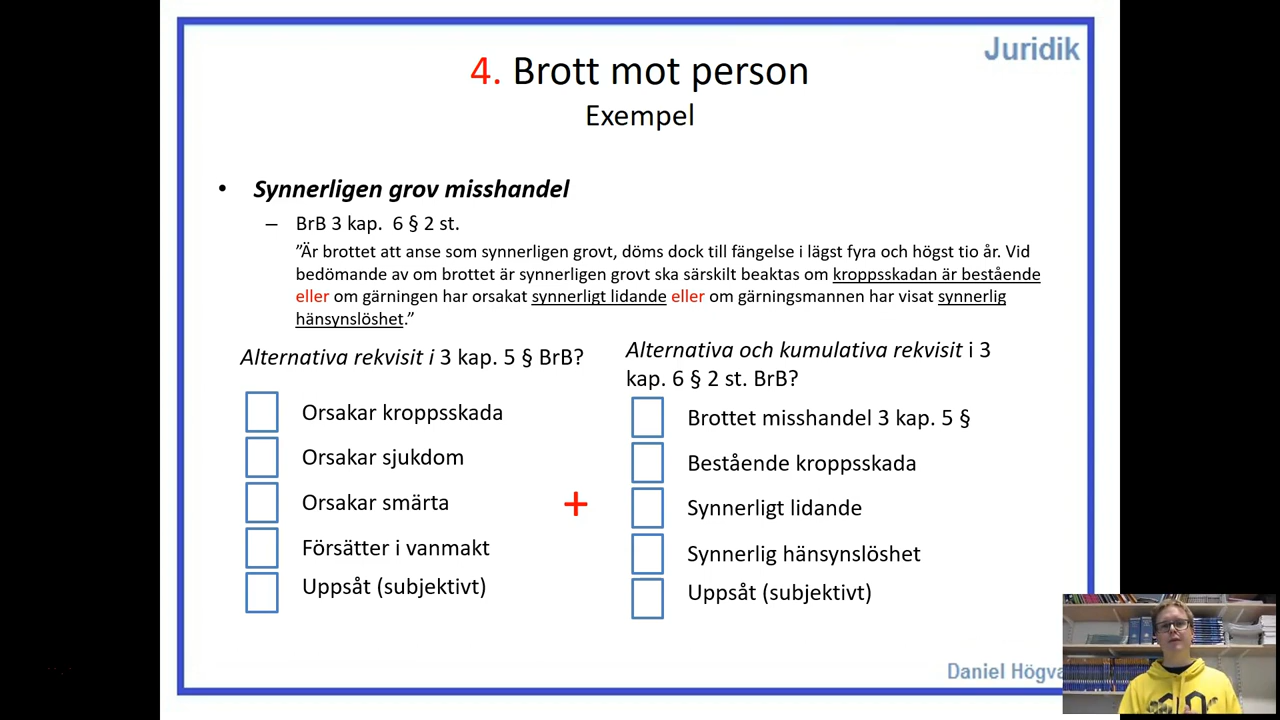 Juridik
4. Brott mot person
Exempel
• Synnerligen grov misshandel
– BrB 3 kap. 6 § 2 st.
”Är brottet att anse som synnerligen grovt, döms dock till fängelse i lägst fyra och högst tio år. Vid
bedömande av om brottet är synnerligen grovt ska särskilt beaktas om kroppsskadan är bestående
eller om gärningen har orsakat synnerligt lidande eller om gärningsmannen har visat synnerlig
hänsynslöshet.”
Alternativa rekvisit i 3 kap. 5 § BrB?
Orsakar kroppsskada
Orsakar sjukdom
Orsakar smärta
Försätter i vanmakt
Uppsåt (subjektivt)
+
Alternativa och kumulativa rekvisit i 3
kap. 6 § 2 st. BrB?
Brottet misshandel 3 kap. 5 §
Bestående kroppsskada
Synnerligt lidande
Synnerlig hänsynslöshet
Uppsåt (subjektivt)
Daniel